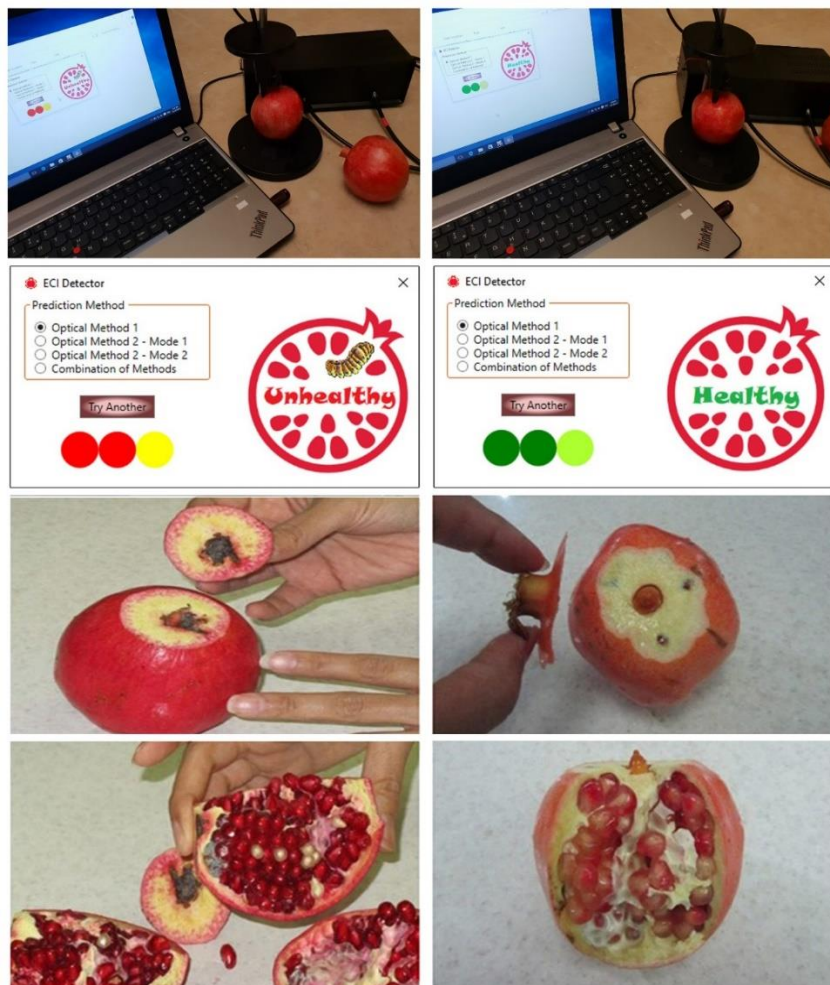 Unhealthy
ThinkPad
Healthy
ThinkPad
ECI Detector
Prediction Method
Optical Method 1
Optical Method 2 - Mode 1
Optical Method 2 - Mode 2
Combination of Methods
Try Another
Unhealthy
ECI Detector
Prediction Method
Optical Method 1
Optical Method 2 - Mode 1
Optical Method 2 - Mode 2
Combination of Methods
Try Another
Healthy